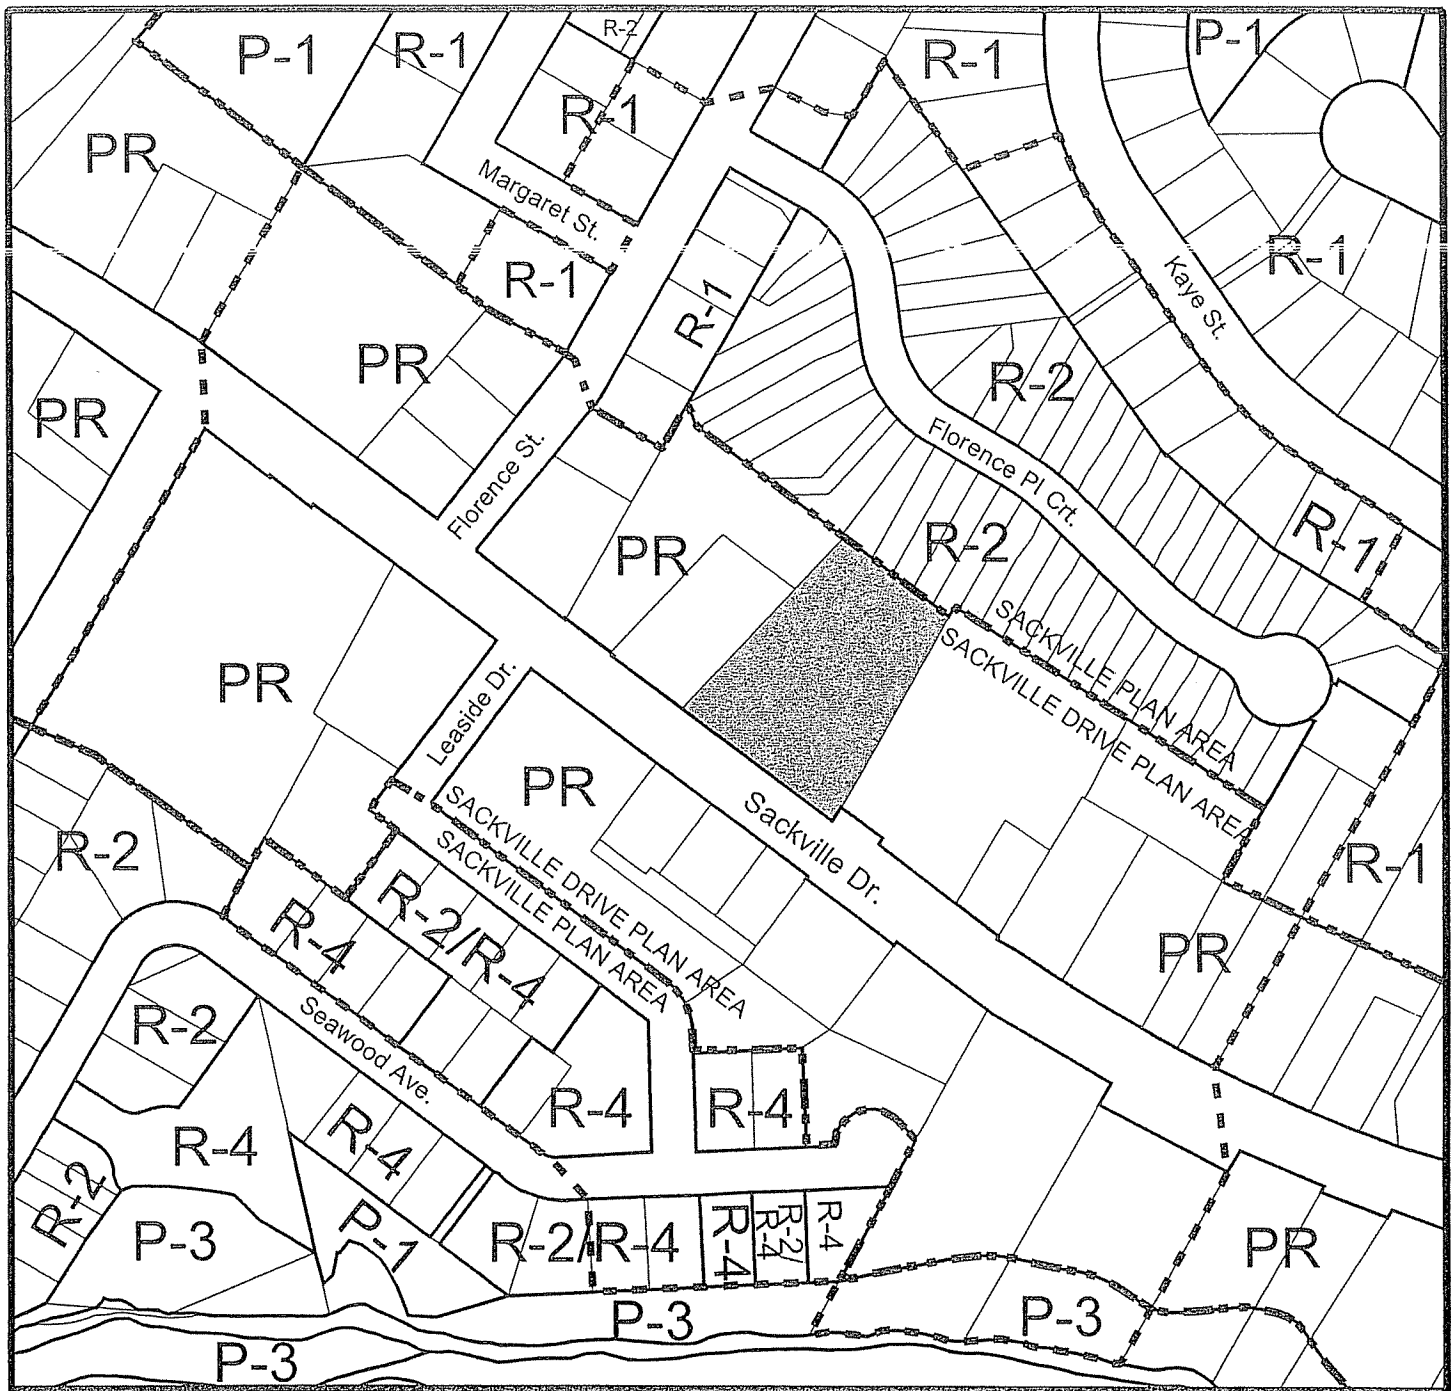 P-1
R-1
R-2
R-1
R-1
P-1
PR
Margaret St.
R-1
R-1
R-1
Kaye St.
PR
R-2
PR
Florence St.
Florence Pl Crt.
PR
R-2
R-1
SACKVILLE PLAN AREA
SACKVILLE DRIVE PLAN AREA
PR
Leaside Dr.
PR
Sackville Dr.
SACKVILLE DRIVE PLAN AREA
SACKVILLE PLAN AREA
R-2
R-1
R-4
R-2/R-4
PR
R-2
Seawood Ave.
R-4
R-4
R-4
R-4
R-2
P-3
P-1
R-2/R-4
R-4
R-2/
R-4
R-4
PR
P-3
P-3
P-3